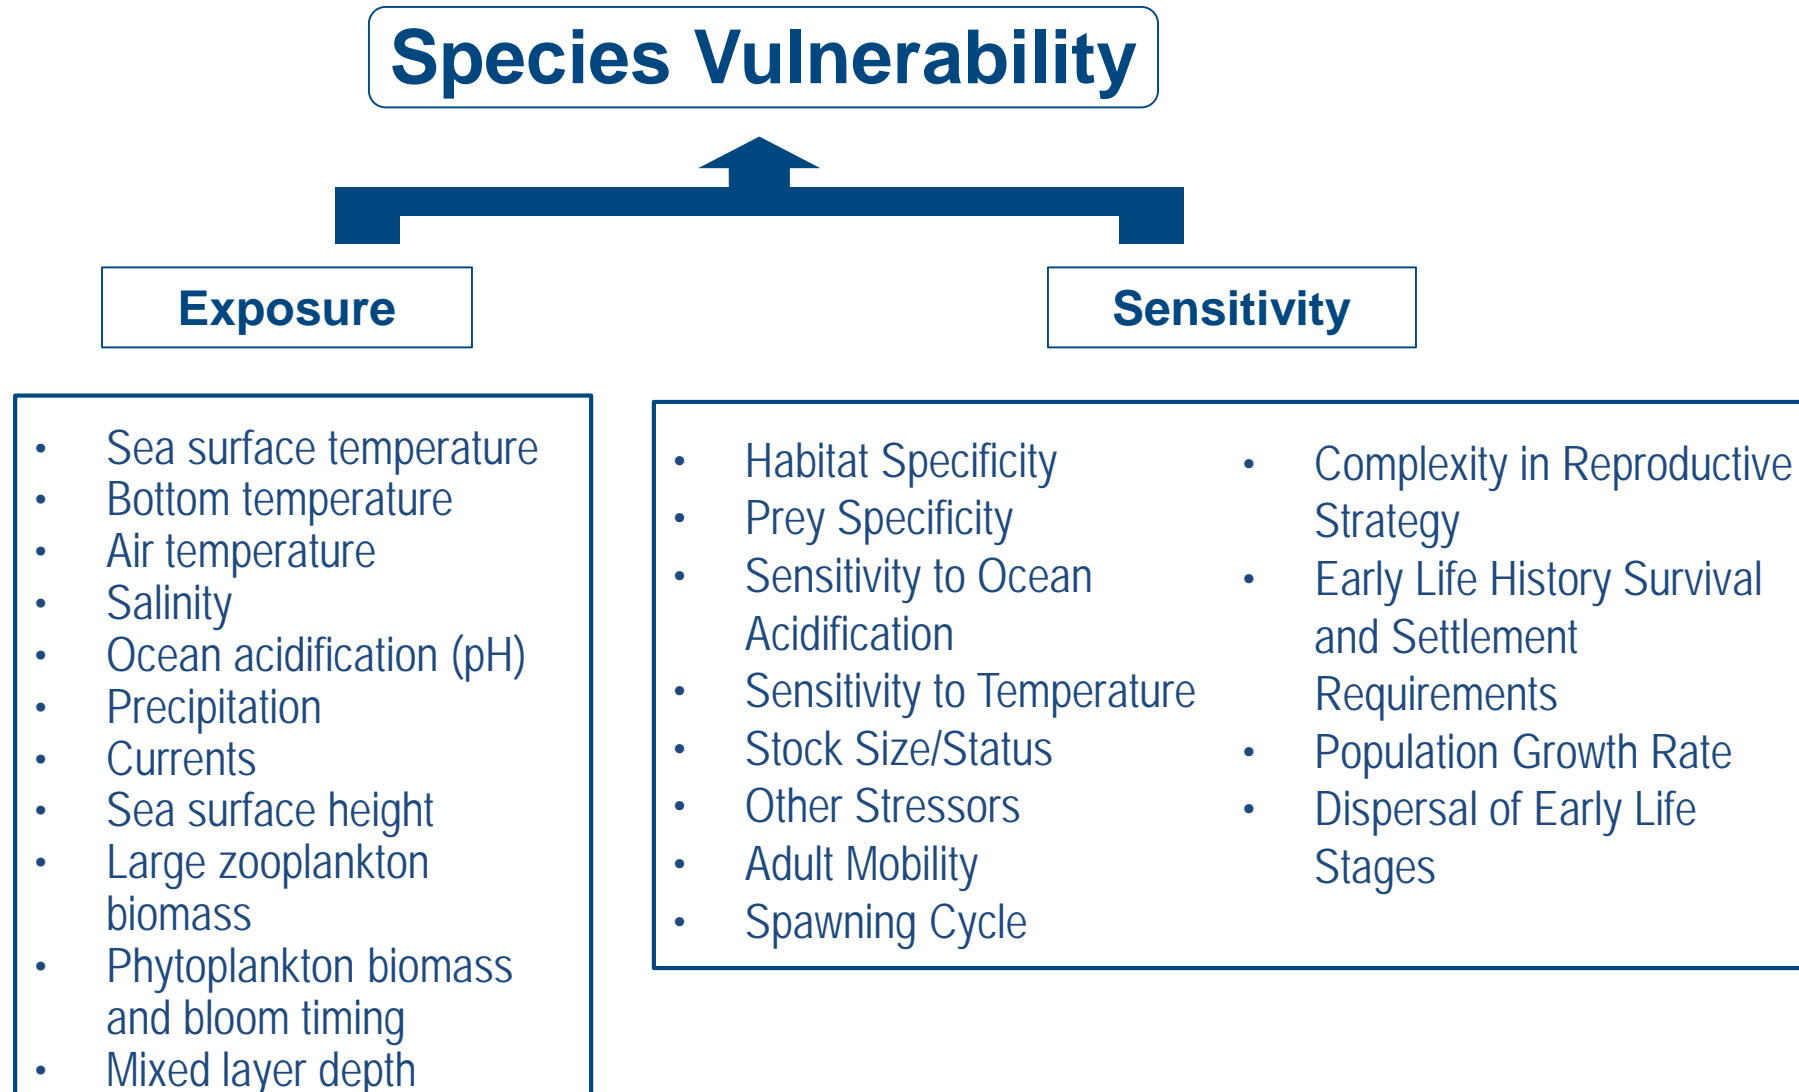 Species Vulnerability
Exposure
Sensitivity
• Sea surface temperature
• Bottom temperature
• Air temperature
• Salinity
• Ocean acidification (pH)
• Precipitation
• Currents
• Sea surface height
• Large zooplankton
biomass
• Phytoplankton biomass
and bloom timing
• Mixed layer depth
• Habitat Specificity
• Prey Specificity
• Sensitivity to Ocean
Acidification
• Sensitivity to Temperature
• Stock Size/Status
• Other Stressors
• Adult Mobility
• Spawning Cycle
• Complexity in Reproductive
Strategy
• Early Life History Survival
and Settlement
Requirements
• Population Growth Rate
• Dispersal of Early Life
Stages